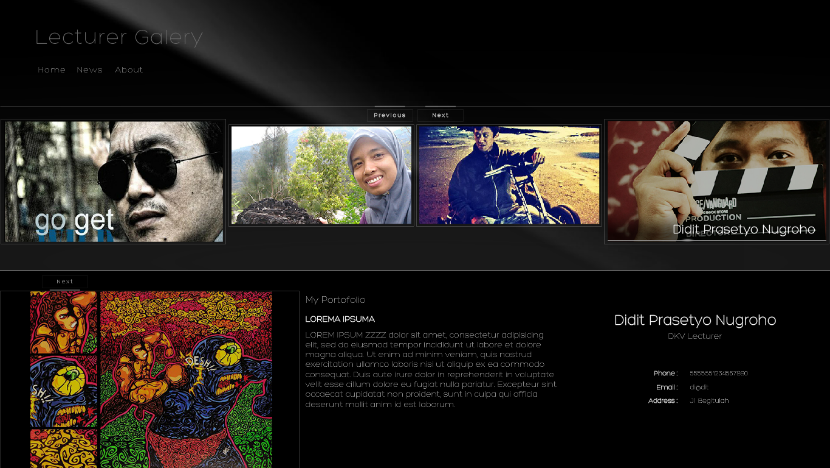 Lecturer Galery
Home News About
Previous Next
go get
PRODUCTION
Didit Prasetyo Nugroho
Next
My Portofolio
LOREMA IPSUMA
LOREM IPSUM ZZZZ dolor sit amet, consectetur adipisicing
elit, sed do eiusmod tempor incididunt ut labore et dolore
magna aliqua. Ut enim ad minim veniam, quis nostrud
exercitation ullamco laboris nisi ut aliquip ex ea commodo
consequat. Duis aute irure dolor in reprehenderit in voluptate
velit esse cillum dolore eu fugiat nulla pariatur. Excepteur sint
occaecat cupidatat non proident, sunt in culpa qui officia
deserunt mollit anim id est laborum.
Didit Prasetyo Nugroho
DKV Lecturer
Phone :
Email :
Address : Jl Begitulah